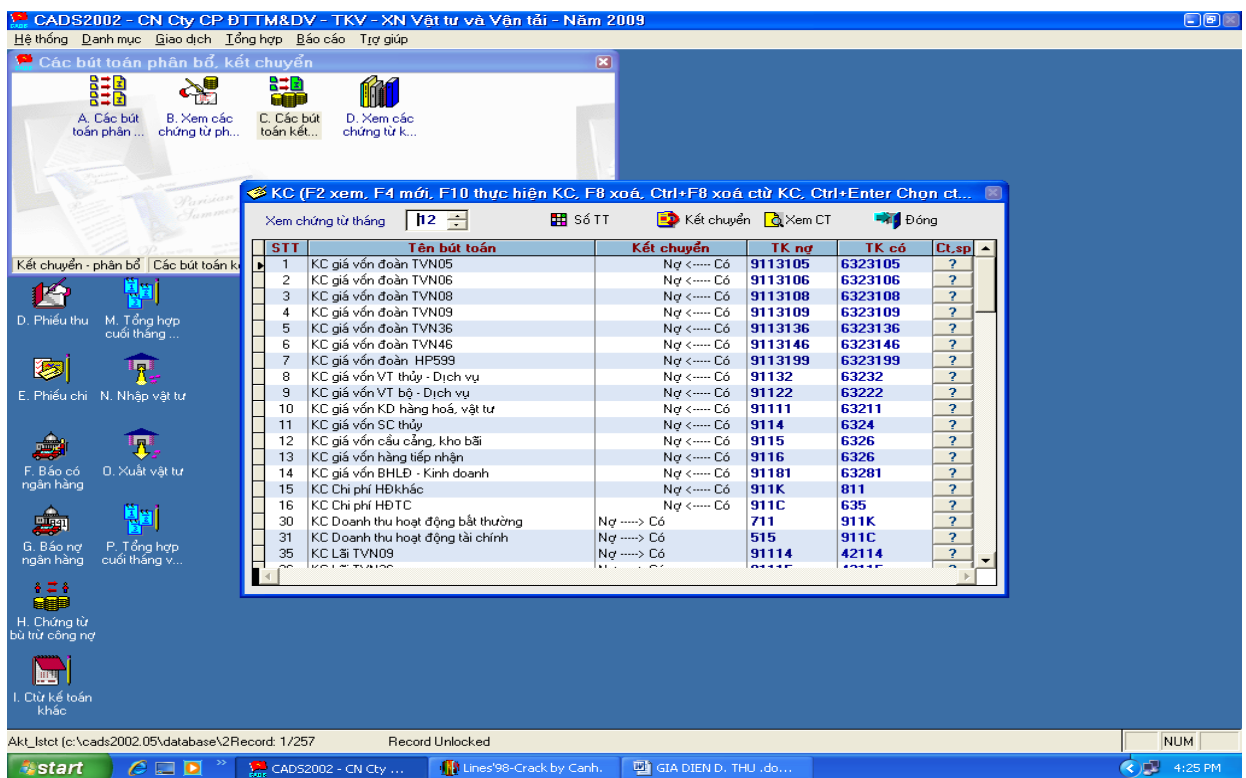 CADS2002 - CN Cty CP ĐTTM&DV - TKV - XN Vật tư và Vận tải - Năm 2009
Hệ thống Danh mục Giao dịch Tổng hợp Báo cáo Trợ giúp
Các bút toán phân bổ, kết chuyển
A. Các bút toán phân ...
B. Xem các chứng từ ph...
C. Các bút toán kết...
D. Xem các chứng từ k...
Kết chuyển - phân bổ Các bút toán k
D. Phiếu thu
M. Tổng hợp cuối tháng ...
E. Phiếu chi
N. Nhập vật tư
F. Báo có ngân hàng
O. Xuất vật tư
G. Báo nợ ngân hàng
P. Tổng hợp cuối tháng v...
H. Chứng từ bù trừ công nợ
I. Ctừ kế toán khác
KC (F2 xem, F4 mới, F10 thực hiện KC, F8 xoá, Ctrl+F8 xoá ctừ KC, Ctrl+Enter Chọn ct...
Xem chứng từ tháng 12 Số TT Kết chuyển Xem CT Đóng
STT Tên bút toán Kết chuyển TK nợ TK có Ct,sp
1 KC giá vốn đoàn TVN05 Nợ <----- Có 9113105 6323105 ?
2 KC giá vốn đoàn TVN06 Nợ <----- Có 9113106 6323106 ?
3 KC giá vốn đoàn TVN08 Nợ <----- Có 9113108 6323108 ?
4 KC giá vốn đoàn TVN09 Nợ <----- Có 9113109 6323109 ?
5 KC giá vốn đoàn TVN36 Nợ <----- Có 9113136 6323136 ?
6 KC giá vốn đoàn TVN46 Nợ <----- Có 9113146 6323146 ?
7 KC giá vốn đoàn HP599 Nợ <----- Có 9113199 6323199 ?
8 KC giá vốn VT thủy - Dịch vụ Nợ <----- Có 91132 63232 ?
9 KC giá vốn VT bộ - Dịch vụ Nợ <----- Có 91122 63222 ?
10 KC giá vốn KD hàng hoá, vật tư Nợ <----- Có 91111 63211 ?
11 KC giá vốn SC thủy Nợ <----- Có 9114 6324 ?
12 KC giá vốn cầu cảng, kho bãi Nợ <----- Có 9115 6326 ?
13 KC giá vốn hàng tiếp nhận Nợ <----- Có 9116 6326 ?
14 KC giá vốn BHLĐ - Kinh doanh Nợ <----- Có 91181 63281 ?
15 KC Chi phí HĐkhác Nợ <----- Có 911K 811 ?
16 KC Chi phí HĐTC Nợ <----- Có 911C 635 ?
30 KC Doanh thu hoạt động bất thường Nợ -----> Có 711 911K ?
31 KC Doanh thu hoạt động tài chính Nợ -----> Có 515 911C ?
35 KC Lãi TVN09 Nợ -----> Có 91114 42114 ?
Akt_lstct (c:\cads2002.05\database\2 Record: 1/257 Record Unlocked NUM
start CADS2002 - CN Cty ... Lines'98-Crack by Canh. GIA DIEN D. THU .do... 4:25 PM